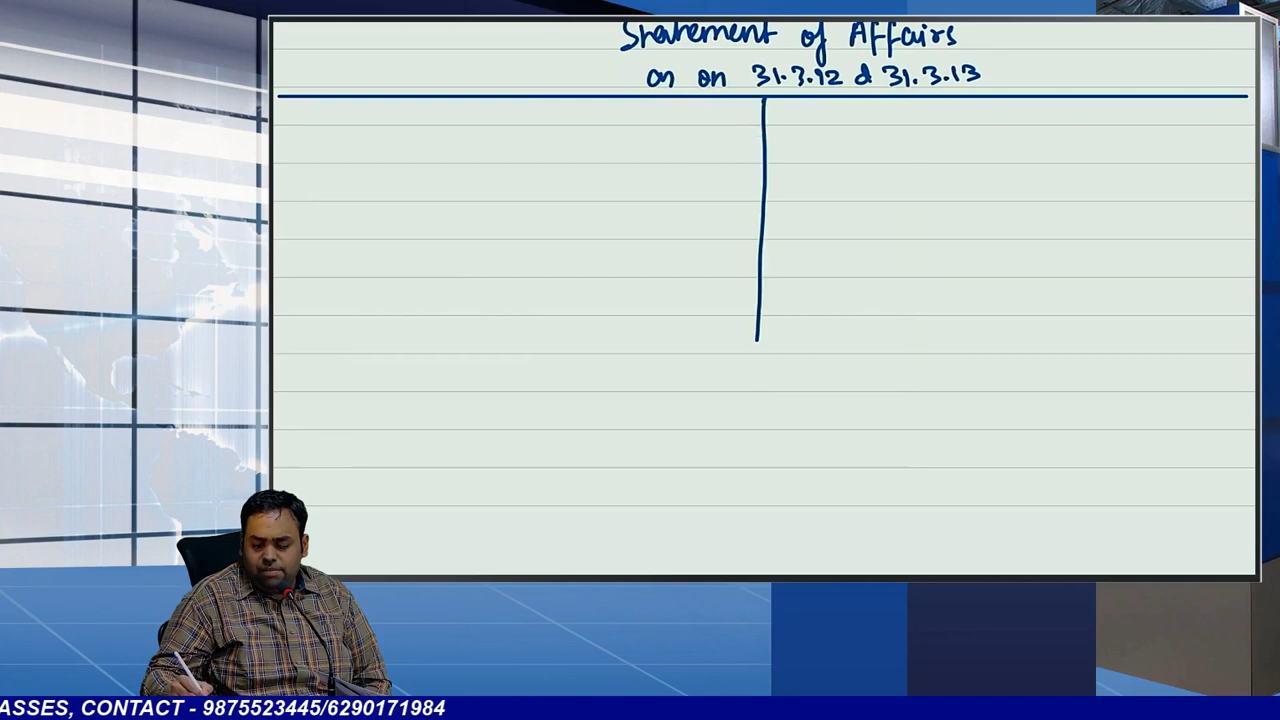 Statement of Affairs
on on 31.3.12 & 31.3.13
ASSES, CONTACT - 9875523445/6290171984